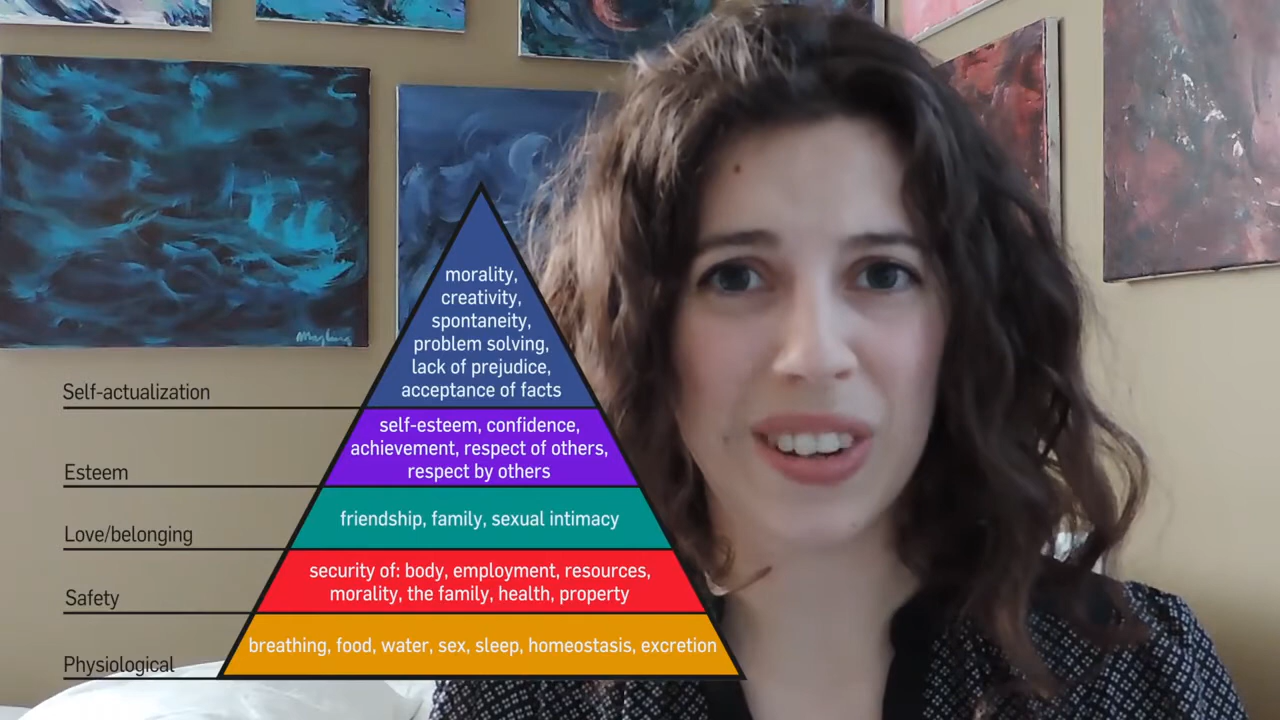 morality,
creativity,
spontaneity,
problem solving,
lack of prejudice,
acceptance of facts
Self-actualization
self-esteem, confidence,
achievement, respect of others,
respect by others
Esteem
friendship, family, sexual intimacy
Love/belonging
security of: body, employment, resources,
morality, the family, health, property
Safety
breathing, food, water, sex, sleep, homeostasis, excretion
Physiological